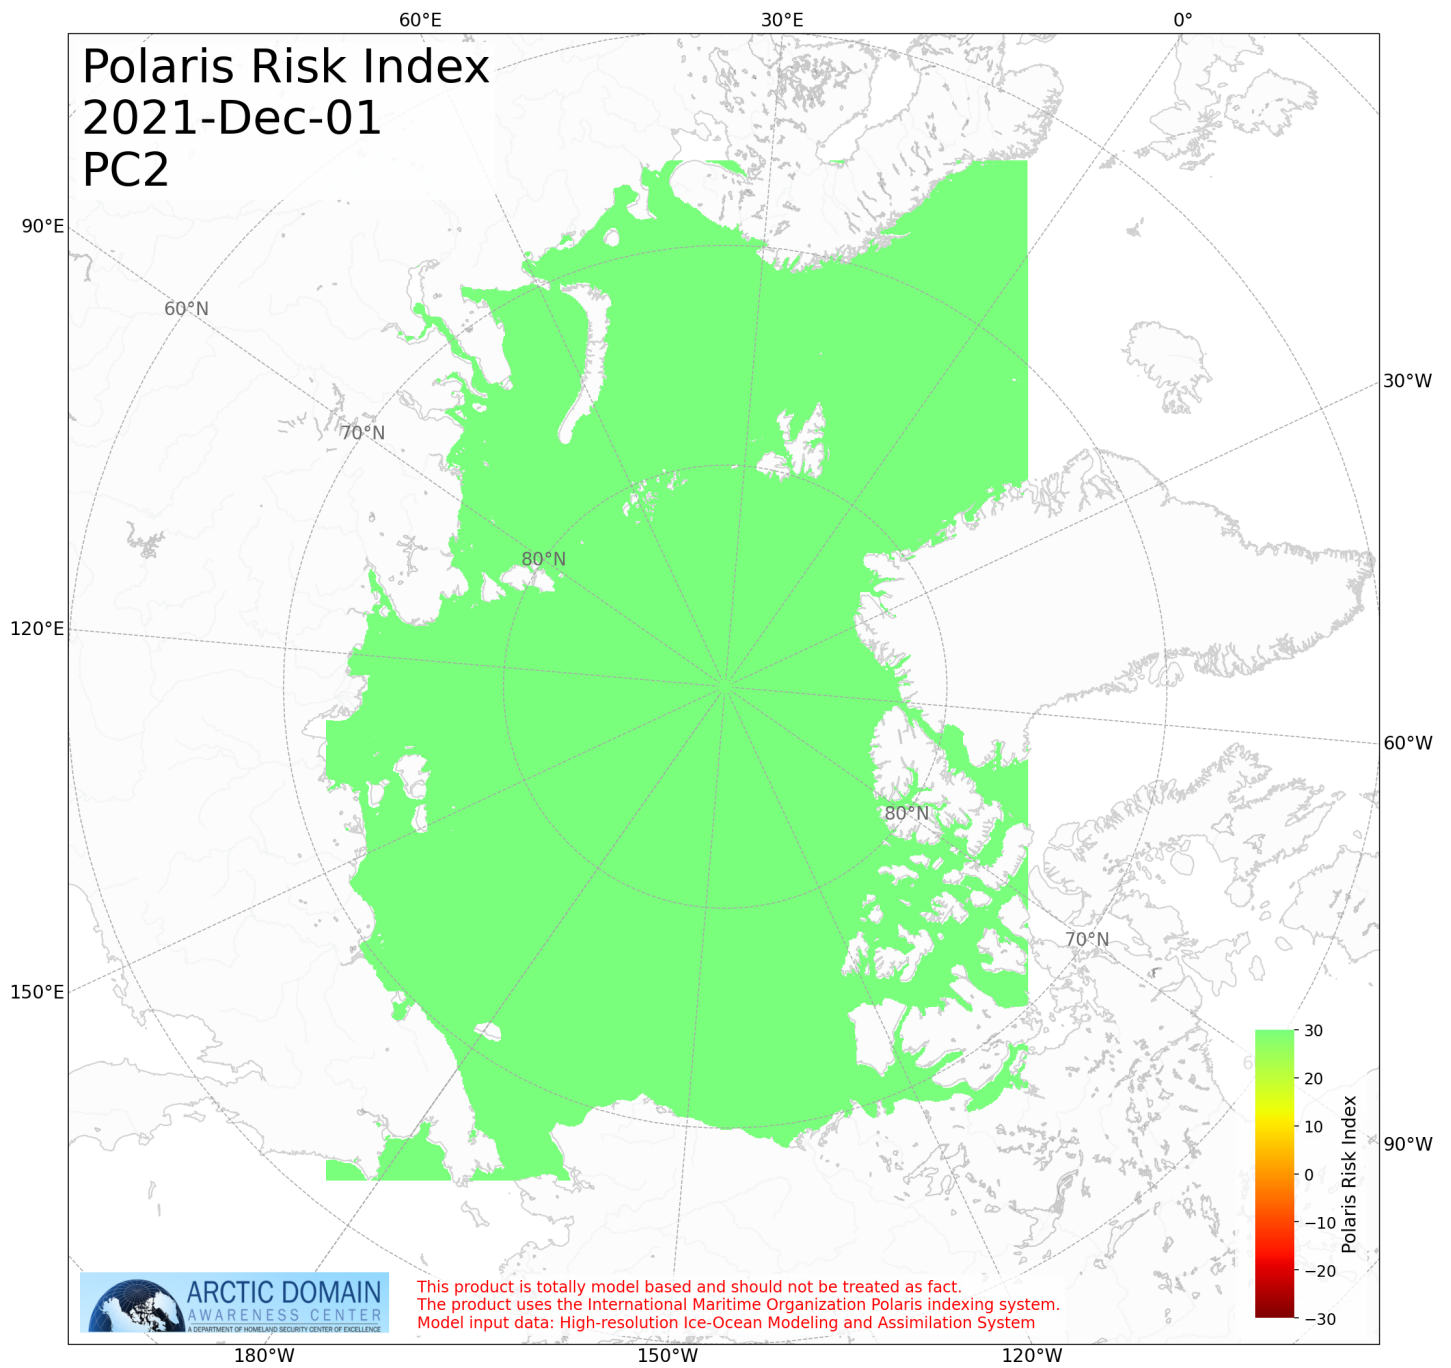 60°E 30°E 0°
Polaris Risk Index
2021-Dec-01
PC2
90°E
60°N
30°W
70°N
80°N
120°E
60°W
80°N
70°N
150°E
30
20
10
0
−10
−20
−30
Polaris Risk Index
90°W
ARCTIC DOMAIN
AWARENESS CENTER
A DEPARTMENT OF HOMELAND SECURITY CENTER OF EXCELLENCE
This product is totally model based and should not be treated as fact.
The product uses the International Maritime Organization Polaris indexing system.
Model input data: High-resolution Ice-Ocean Modeling and Assimilation System
180°W 150°W 120°W